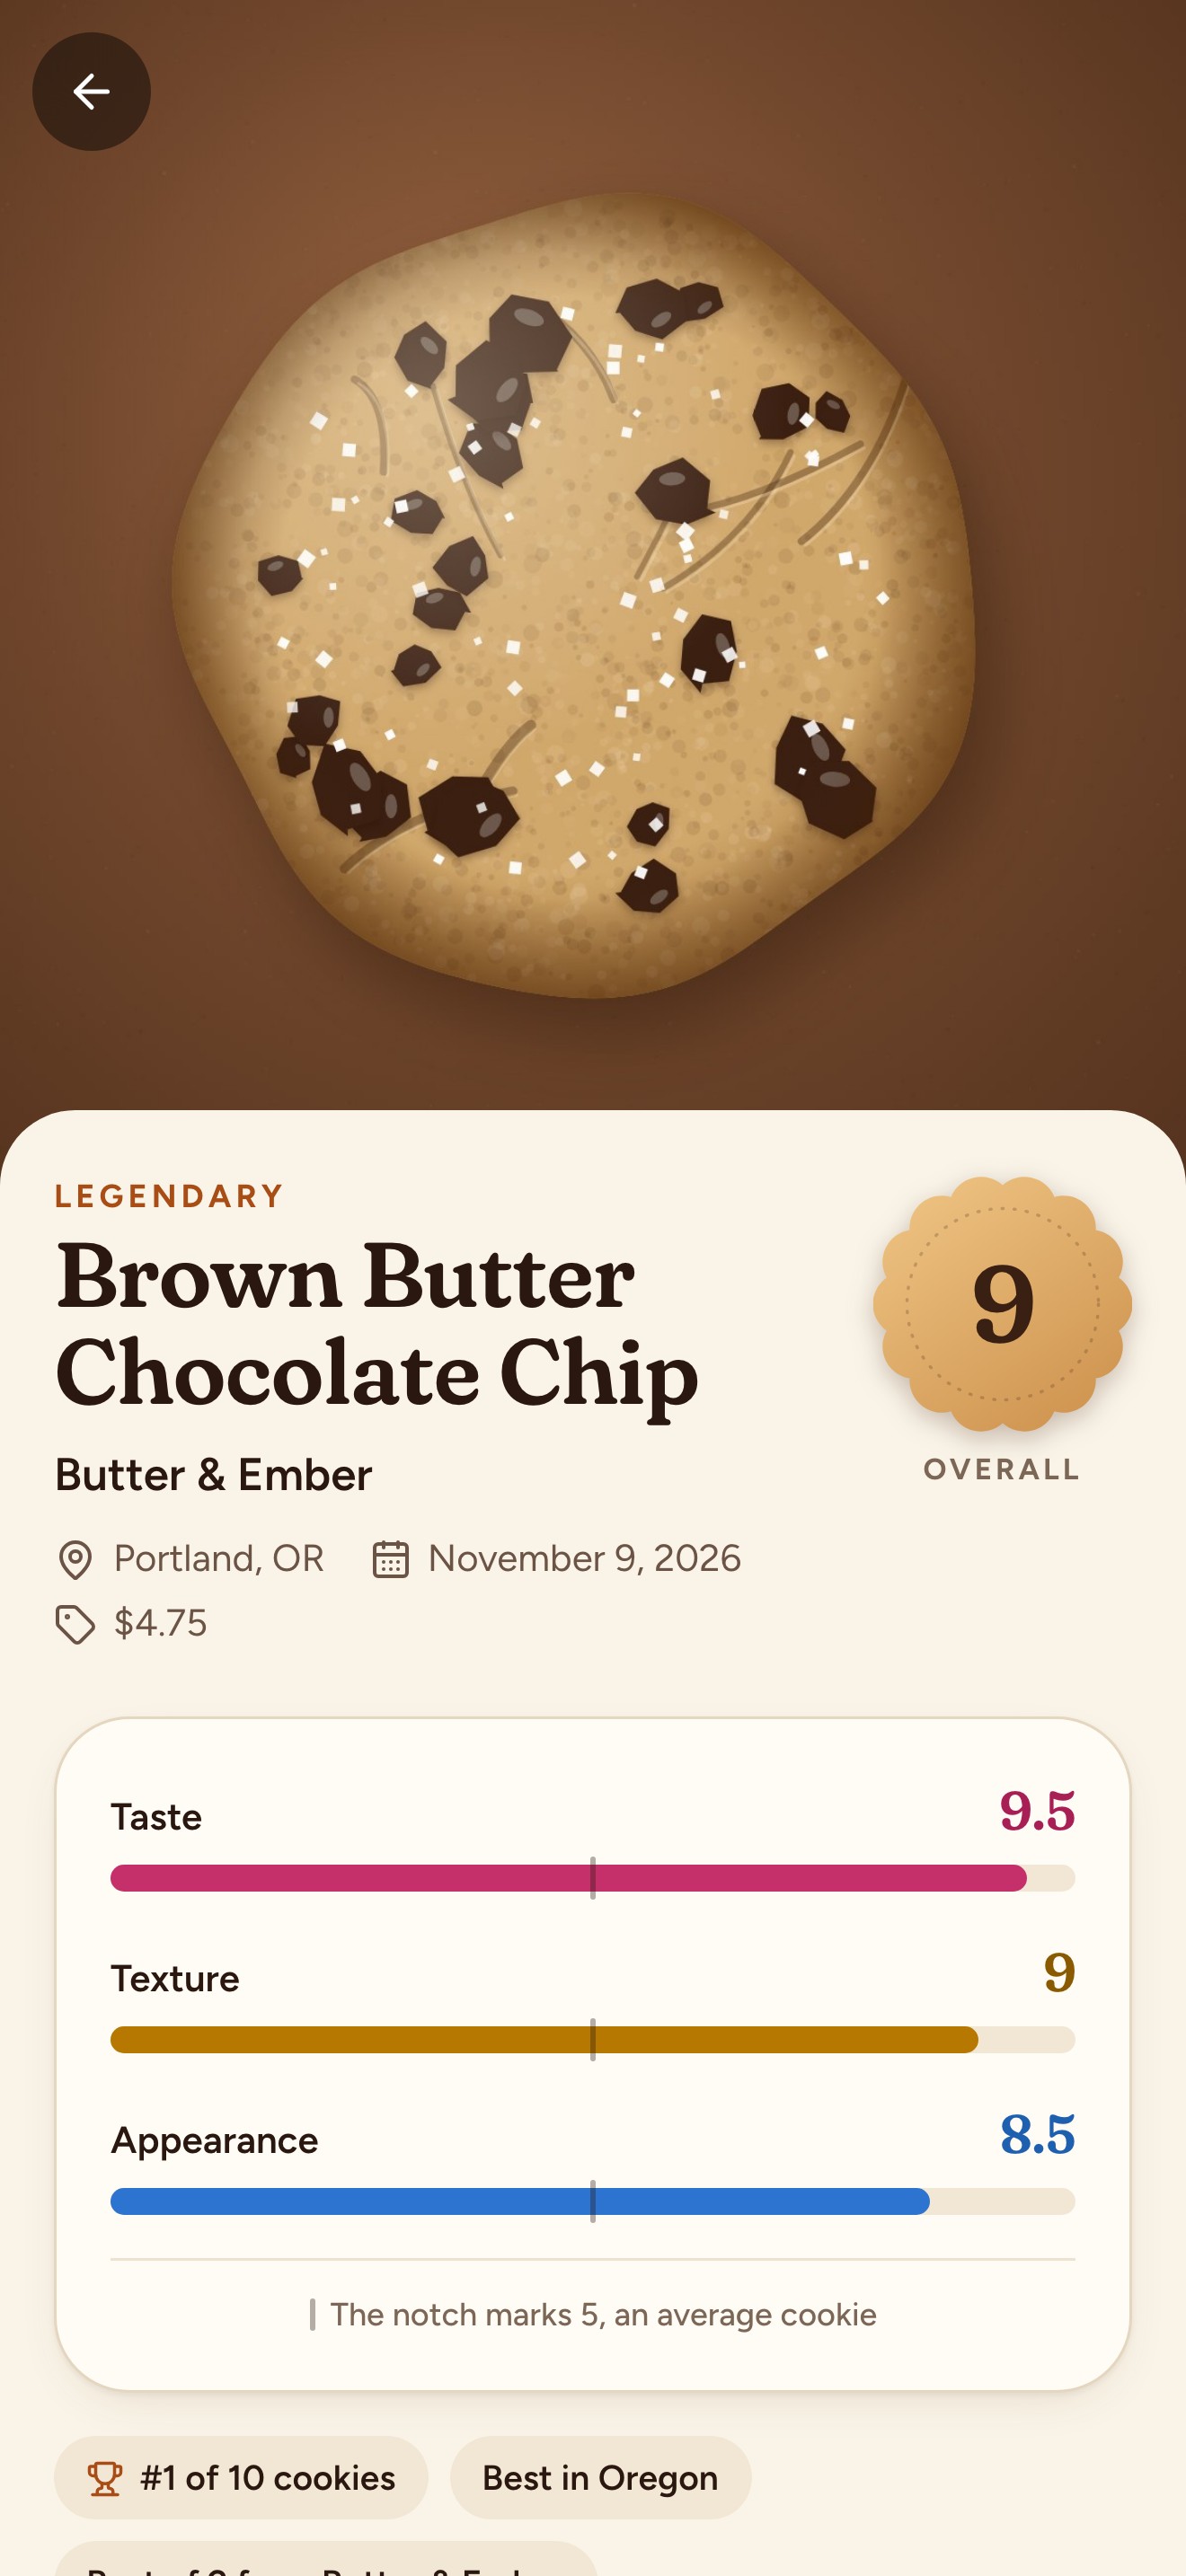 LEGENDARY
Brown Butter
Chocolate Chip
9
OVERALL
Butter & Ember
Portland, OR
November 9, 2026
$4.75
Taste
9.5
Texture
9
Appearance
8.5
The notch marks 5, an average cookie
#1 of 10 cookies
Best in Oregon